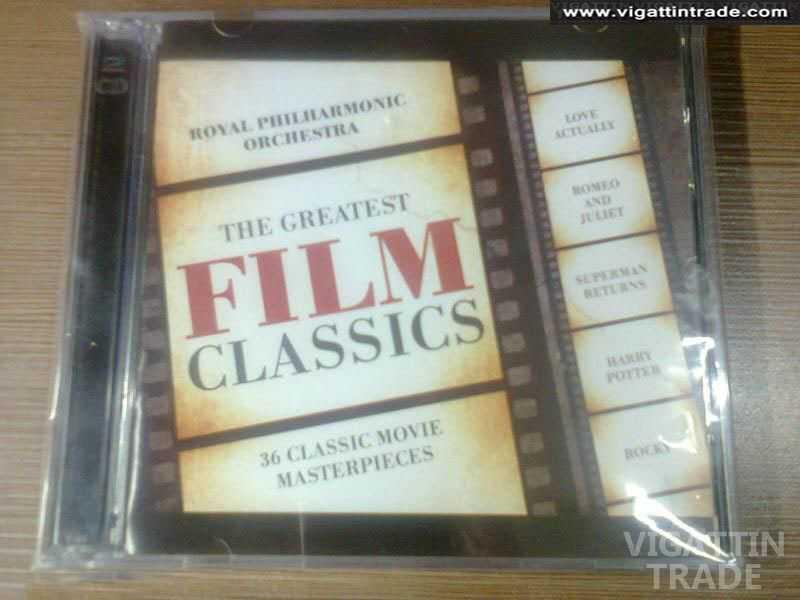 www.vigattintrade.com
ROYAL PHILHARMONIC
ORCHESTRA
THE GREATEST
FILM
CLASSICS
36 CLASSIC MOVIE
MASTERPIECES
LOVE
ACTUALLY
ROMEO
AND
JULIET
SUPERMAN
RETURNS
HARRY
POTTER
ROCKY
VIGATTIN
TRADE